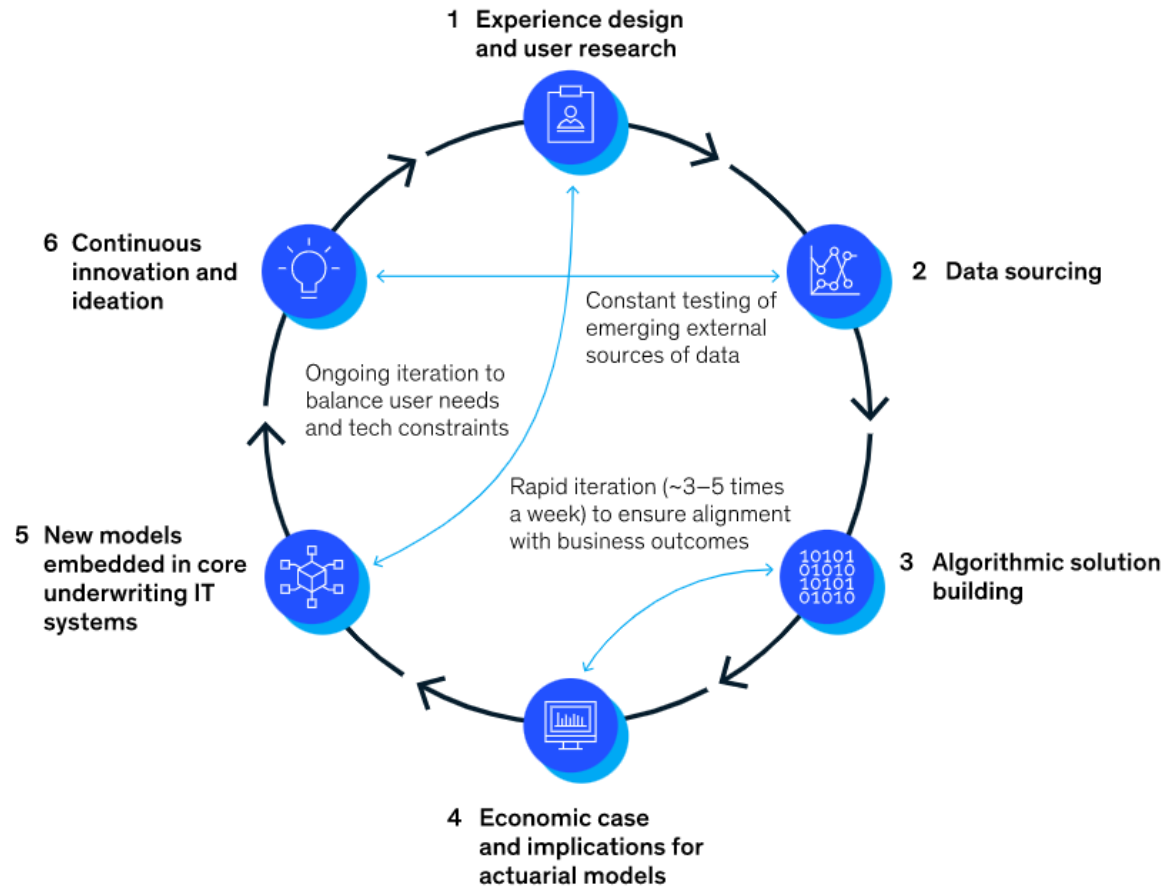 1 Experience design
and user research
6 Continuous
innovation and
ideation
2 Data sourcing
Constant testing of
emerging external
sources of data
Ongoing iteration to
balance user needs
and tech constraints
Rapid iteration (~3–5 times
a week) to ensure alignment
with business outcomes
5 New models
embedded in core
underwriting IT
systems
10101
01010
10101
01010
3 Algorithmic solution
building
4 Economic case
and implications for
actuarial models